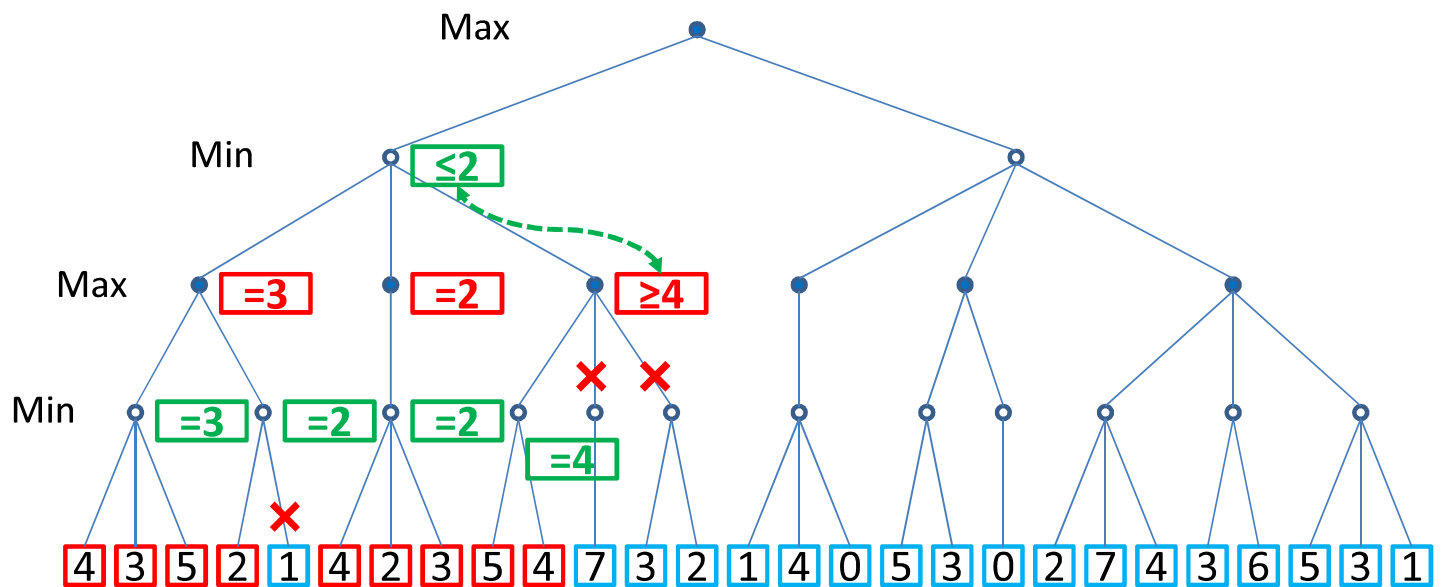 Max
Min ≤2
Max =3 =2 ≥4
Min =3 =2 =2
=4
4 3 5 2 1 4 2 3 5 4 7 3 2 1 4 0 5 3 0 2 7 4 3 6 5 3 1